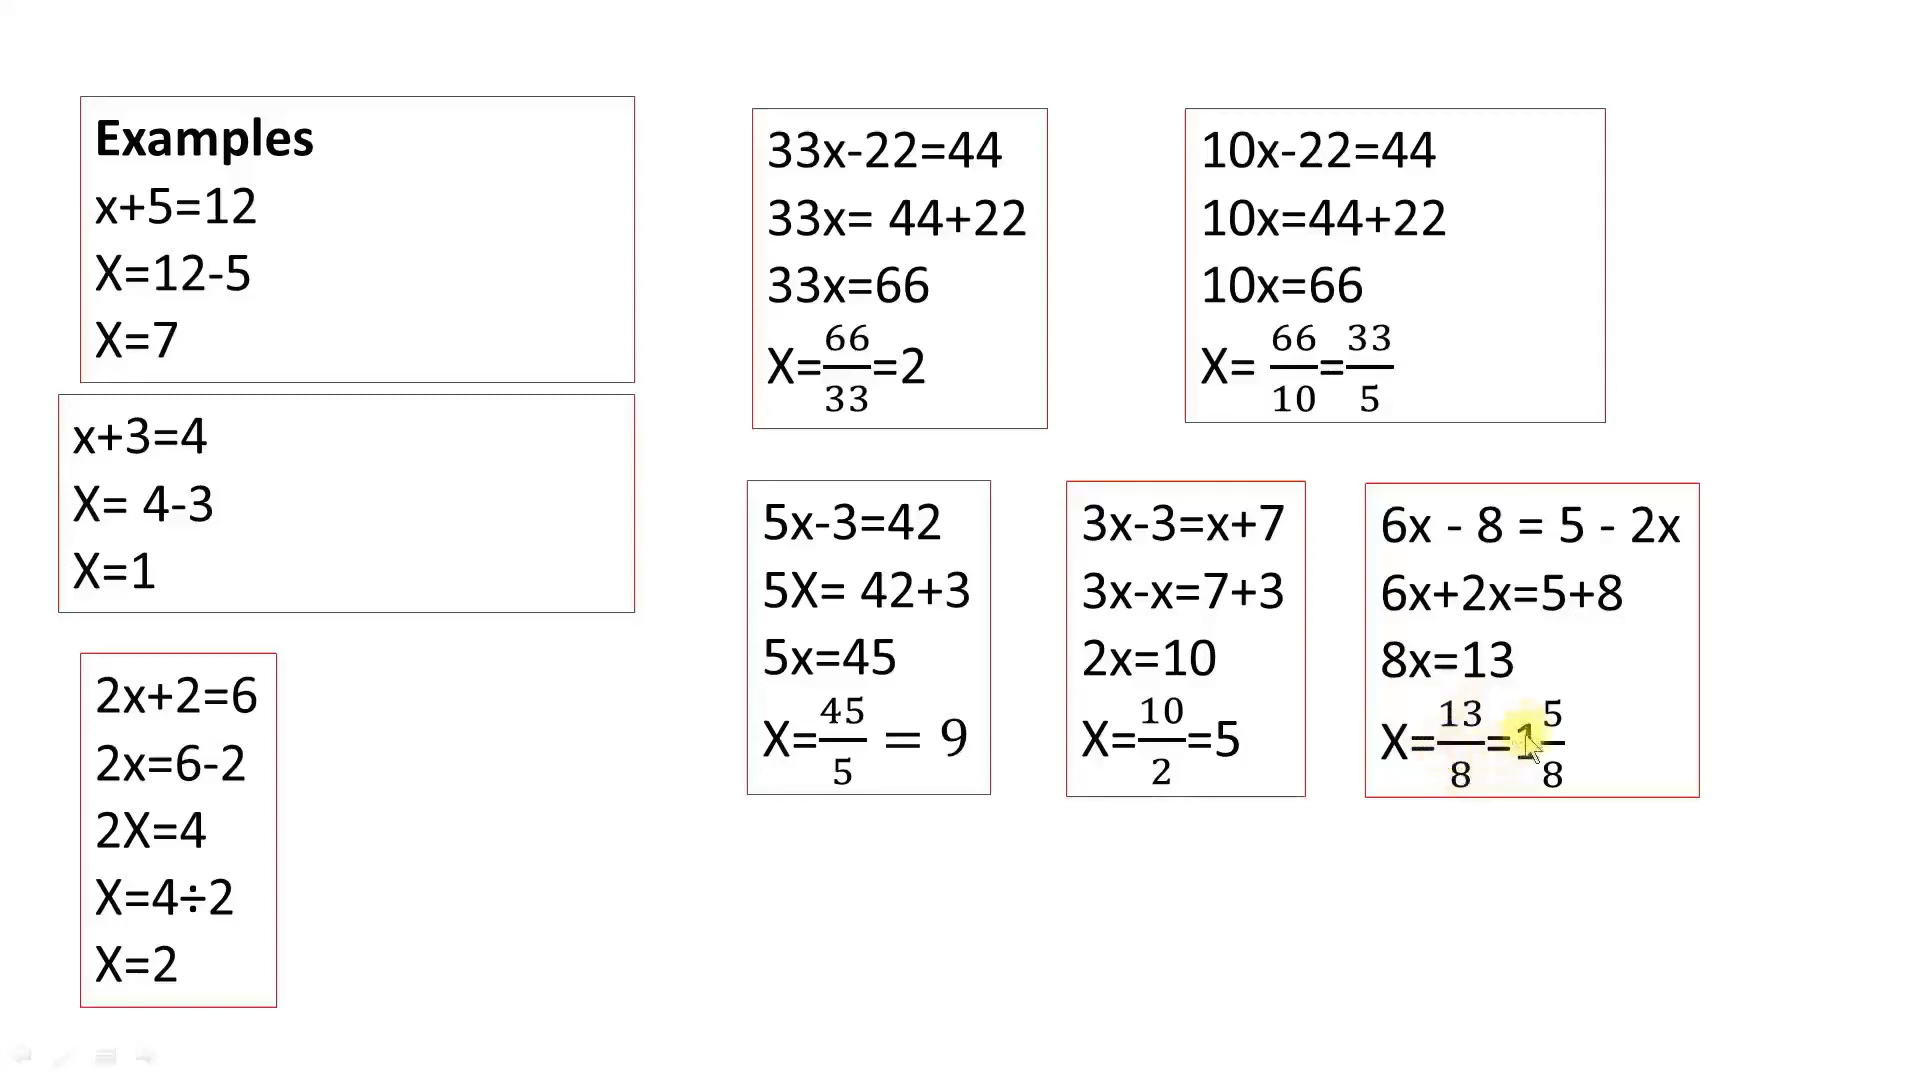 Examples
x+5=12
X=12-5
X=7
x+3=4
X= 4-3
X=1
2x+2=6
2x=6-2
2X=4
X=4÷2
X=2
33x-22=44
33x= 44+22
33x=66
X=66/33=2
10x-22=44
10x=44+22
10x=66
X= 66/10=33/5
5x-3=42
5X= 42+3
5x=45
X=45/5 = 9
3x-3=x+7
3x-x=7+3
2x=10
X=10/2=5
6x - 8 = 5 - 2x
6x+2x=5+8
8x=13
X=13/8=1 5/8